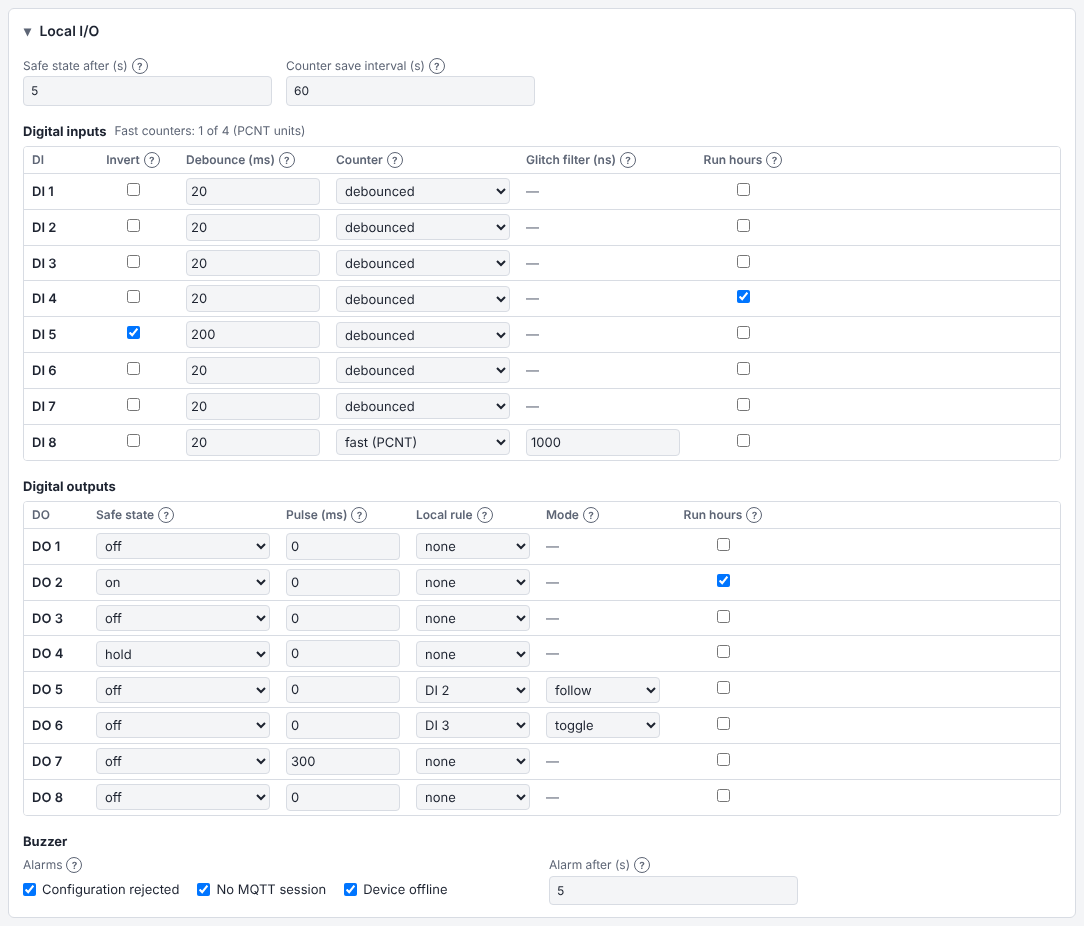 ▼ Local I/O
Safe state after (s) ? Counter save interval (s) ?
5 60
Digital inputs Fast counters: 1 of 4 (PCNT units)
DI Invert ? Debounce (ms) ? Counter ? Glitch filter (ns) ? Run hours ?
DI 1 20 debounced —
DI 2 20 debounced —
DI 3 20 debounced —
DI 4 20 debounced —
DI 5 200 debounced —
DI 6 20 debounced —
DI 7 20 debounced —
DI 8 20 fast (PCNT) 1000
Digital outputs
DO Safe state ? Pulse (ms) ? Local rule ? Mode ? Run hours ?
DO 1 off 0 none —
DO 2 on 0 none —
DO 3 off 0 none —
DO 4 hold 0 none —
DO 5 off 0 DI 2 follow
DO 6 off 0 DI 3 toggle
DO 7 off 300 none —
DO 8 off 0 none —
Buzzer
Alarms ? Alarm after (s) ?
Configuration rejected No MQTT session Device offline 5